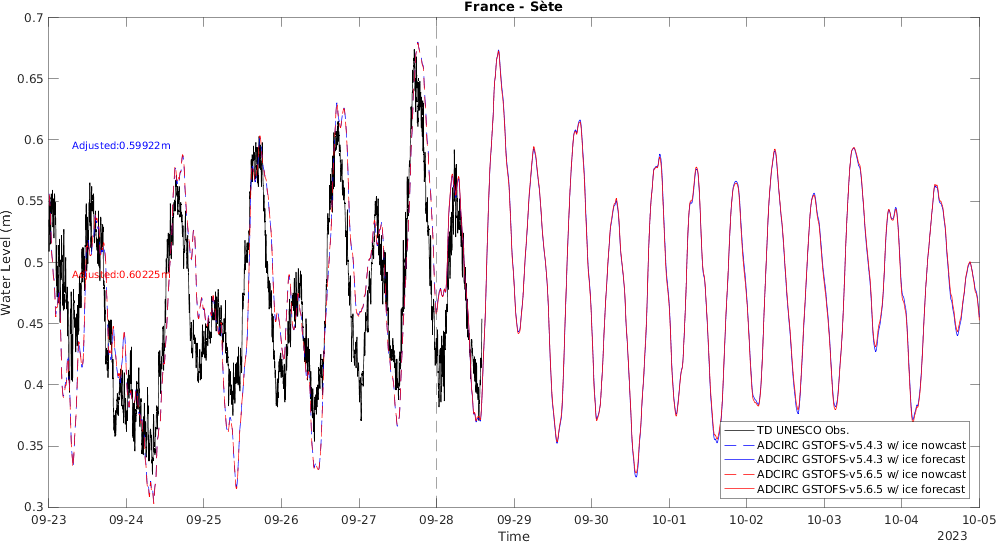 France - Sète
0.7
0.65
0.6
0.55
0.5
0.45
0.4
0.35
0.3
Water Level (m)
Adjusted:0.59922m
Adjusted:0.60225m
TD UNESCO Obs.
ADCIRC GSTOFS-v5.4.3 w/ ice nowcast
ADCIRC GSTOFS-v5.4.3 w/ ice forecast
ADCIRC GSTOFS-v5.6.5 w/ ice nowcast
ADCIRC GSTOFS-v5.6.5 w/ ice forecast
09-23 09-24 09-25 09-26 09-27 09-28 09-29 09-30 10-01 10-02 10-03 10-04 10-05
Time
2023